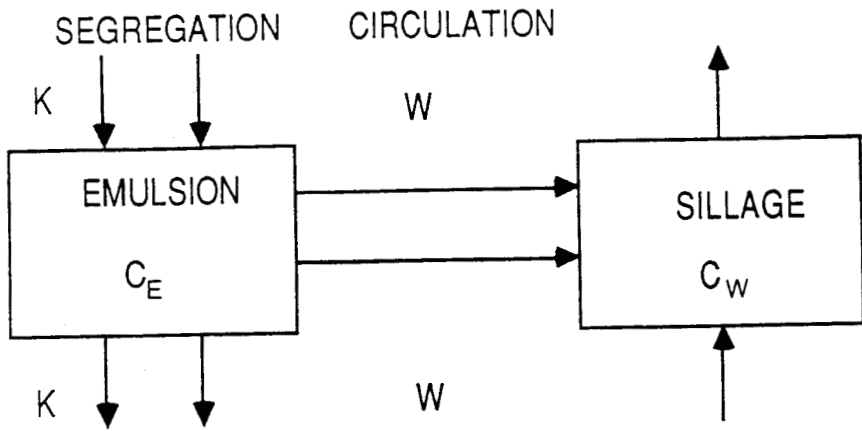 SEGREGATION CIRCULATION
K W
EMULSION
SILLAGE
C_E C_W
K W